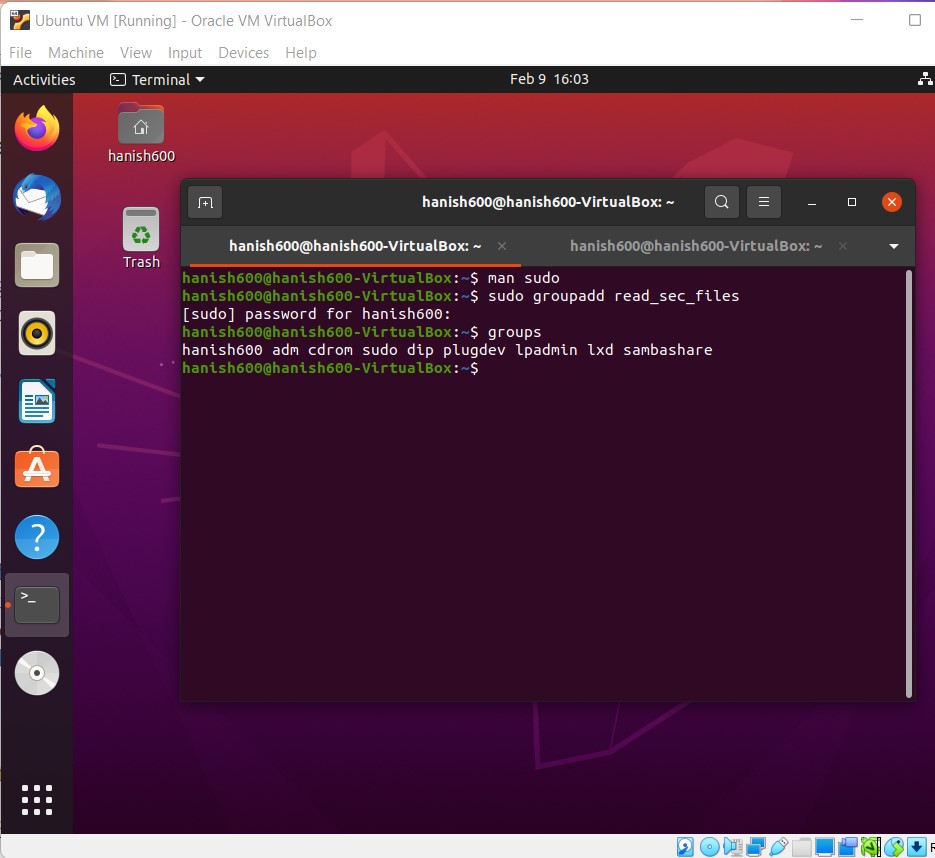 Ubuntu VM [Running] - Oracle VM VirtualBox
File Machine View Input Devices Help
Activities Terminal Feb 9 16:03
hanish600
Trash
hanish600@hanish600-VirtualBox: ~
hanish600@hanish600-VirtualBox: ~ hanish600@hanish600-VirtualBox: ~
hanish600@hanish600-VirtualBox:~$ man sudo
hanish600@hanish600-VirtualBox:~$ sudo groupadd read_sec_files
[sudo] password for hanish600:
hanish600@hanish600-VirtualBox:~$ groups
hanish600 adm cdrom sudo dip plugdev lpadmin lxd sambashare
hanish600@hanish600-VirtualBox:~$